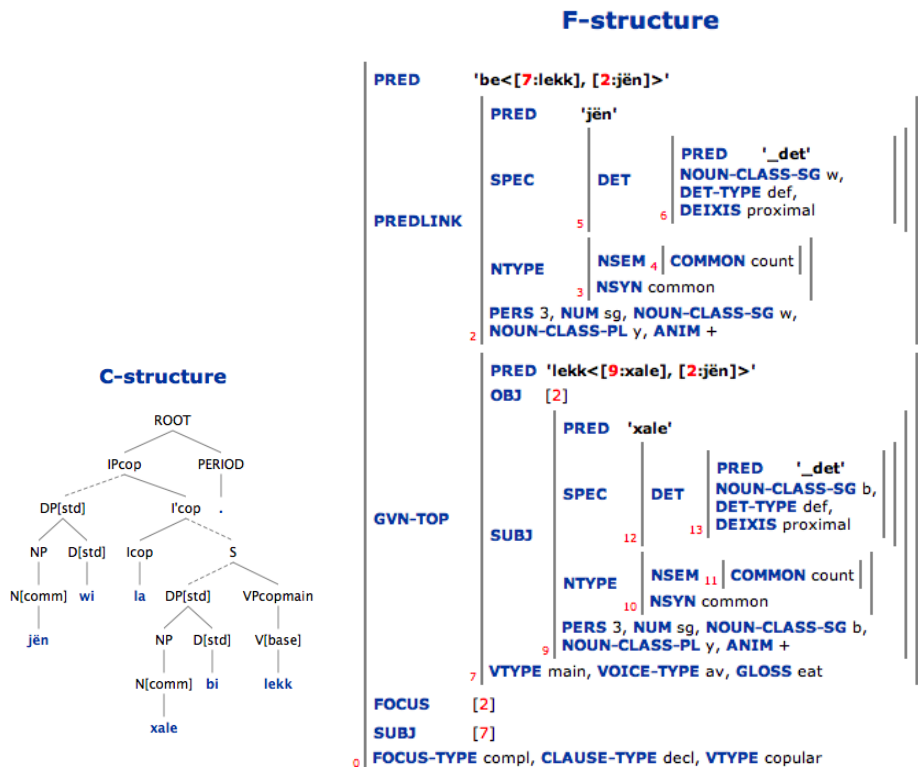 F-structure
PRED 'be<[7:lekk], [2:jën]>'
PRED 'jën'
PRED '_det'
NOUN-CLASS-SG w,
SPEC DET DET-TYPE def,
DEIXIS proximal
6
5
PREDLINK
NTYPE NSEM 4 COMMON count
3 NSYN common
PERS 3, NUM sg, NOUN-CLASS-SG w,
2 NOUN-CLASS-PL y, ANIM +
PRED 'lekk<[9:xale], [2:jën]>'
OBJ [2]
PRED 'xale'
PRED '_det'
NOUN-CLASS-SG b,
SPEC DET DET-TYPE def,
13 DEIXIS proximal
12
GVN-TOP SUBJ
NTYPE NSEM 11 COMMON count
10 NSYN common
PERS 3, NUM sg, NOUN-CLASS-SG b,
9 NOUN-CLASS-PL y, ANIM +
7 VTYPE main, VOICE-TYPE av, GLOSS eat
FOCUS [2]
SUBJ [7]
0 FOCUS-TYPE compl, CLAUSE-TYPE decl, VTYPE copular
C-structure
ROOT
IPcop PERIOD
DP[std] I'cop .
NP D[std] Icop S
N[comm] wi la DP[std] VPcopmain
jën NP D[std] V[base]
N[comm] bi lekk
xale